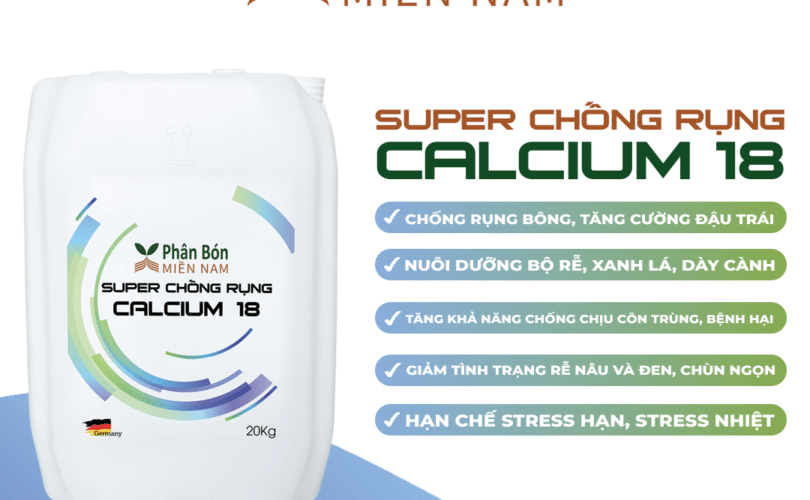 MIỀN NAM
SUPER CHỐNG RỤNG
CALCIUM 18
CHỐNG RỤNG BÔNG, TĂNG CƯỜNG ĐẬU TRÁI
NUÔI DƯỠNG BỘ RỄ, XANH LÁ, DÀY CÀNH
TĂNG KHẢ NĂNG CHỐNG CHỊU CÔN TRÙNG, BỆNH HẠI
GIẢM TÌNH TRẠNG RỄ NÂU VÀ ĐEN, CHÙN NGỌN
HẠN CHẾ STRESS HẠN, STRESS NHIỆT
Phân Bón
MIỀN NAM
SUPER CHỐNG RỤNG
CALCIUM 18
Germany
20Kg